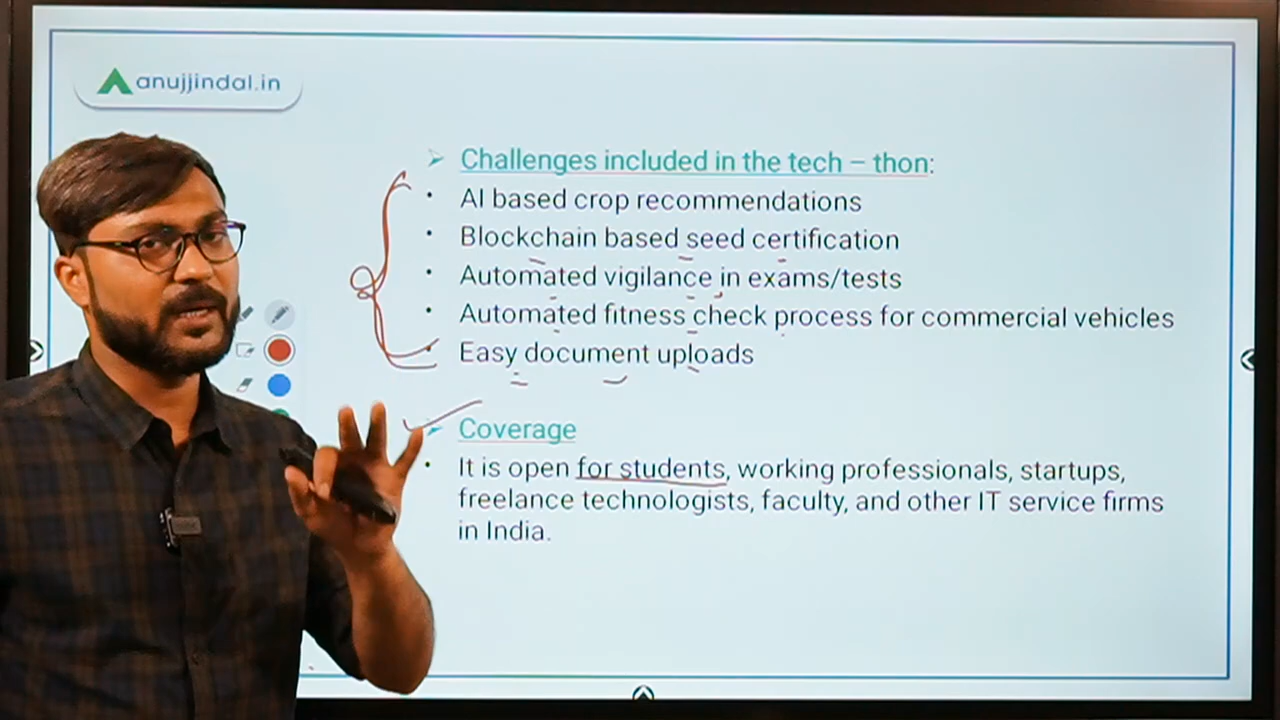 anujjindal.in
Challenges included in the tech – thon:
• AI based crop recommendations
• Blockchain based seed certification
• Automated vigilance in exams/tests
• Automated fitness check process for commercial vehicles
• Easy document uploads
Coverage
• It is open for students, working professionals, startups,
freelance technologists, faculty, and other IT service firms
in India.